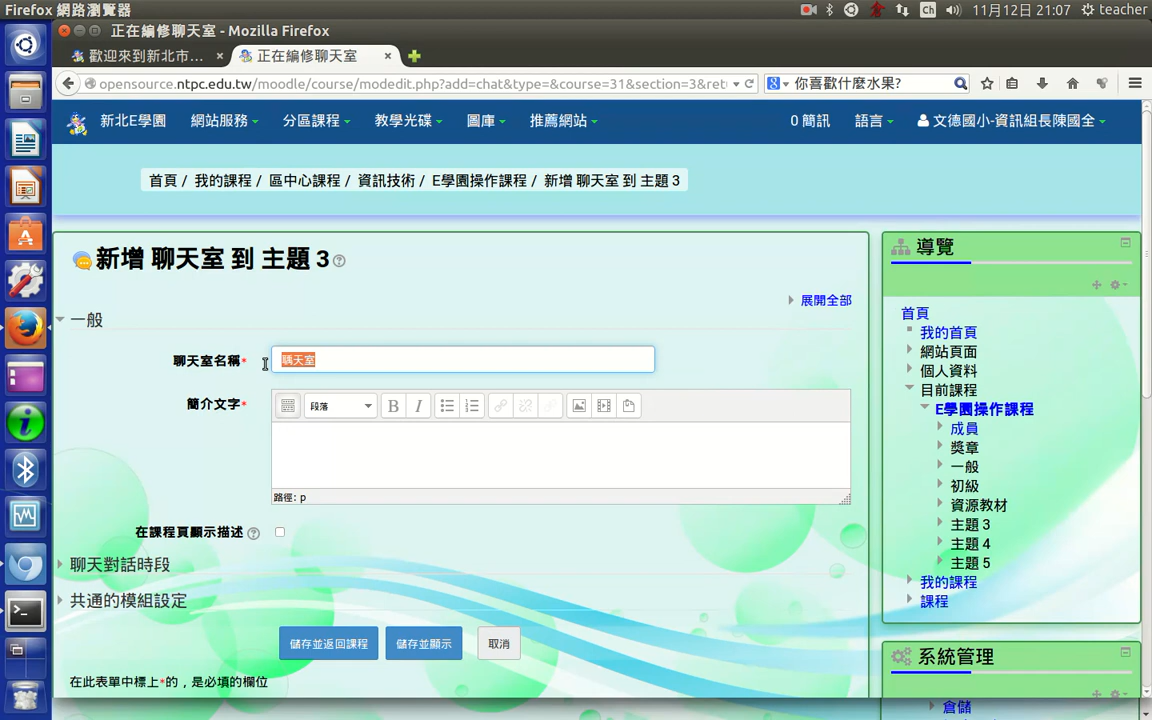 Firefox 網路瀏覽器
Ch
11月12日 21:07
teacher
正在編修聊天室 - Mozilla Firefox
歡迎來到新北市...
正在編修聊天室
opensource.ntpc.edu.tw/moodle/course/modedit.php?add=chat&type=&course=31&section=3&ret
你喜歡什麼水果?
新北E學園
網站服務
分區課程
教學光碟
圖庫
推薦網站
0 簡訊
語言
文德國小-資訊組長陳國全
首頁 / 我的課程 / 區中心課程 / 資訊技術 / E學園操作課程 / 新增 聊天室 到 主題 3
新增 聊天室 到 主題 3
展開全部
一般
聊天室名稱*
簡介文字*
段落
B I
路徑: p
在課程頁顯示描述
聊天對話時段
共通的模組設定
儲存並返回課程
儲存並顯示
取消
在此表單中標上*的，是必填的欄位
導覽
首頁
我的首頁
網站頁面
個人資料
目前課程
E學園操作課程
成員
獎章
一般
初級
資源教材
主題 3
主題 4
主題 5
我的課程
課程
系統管理
倉儲